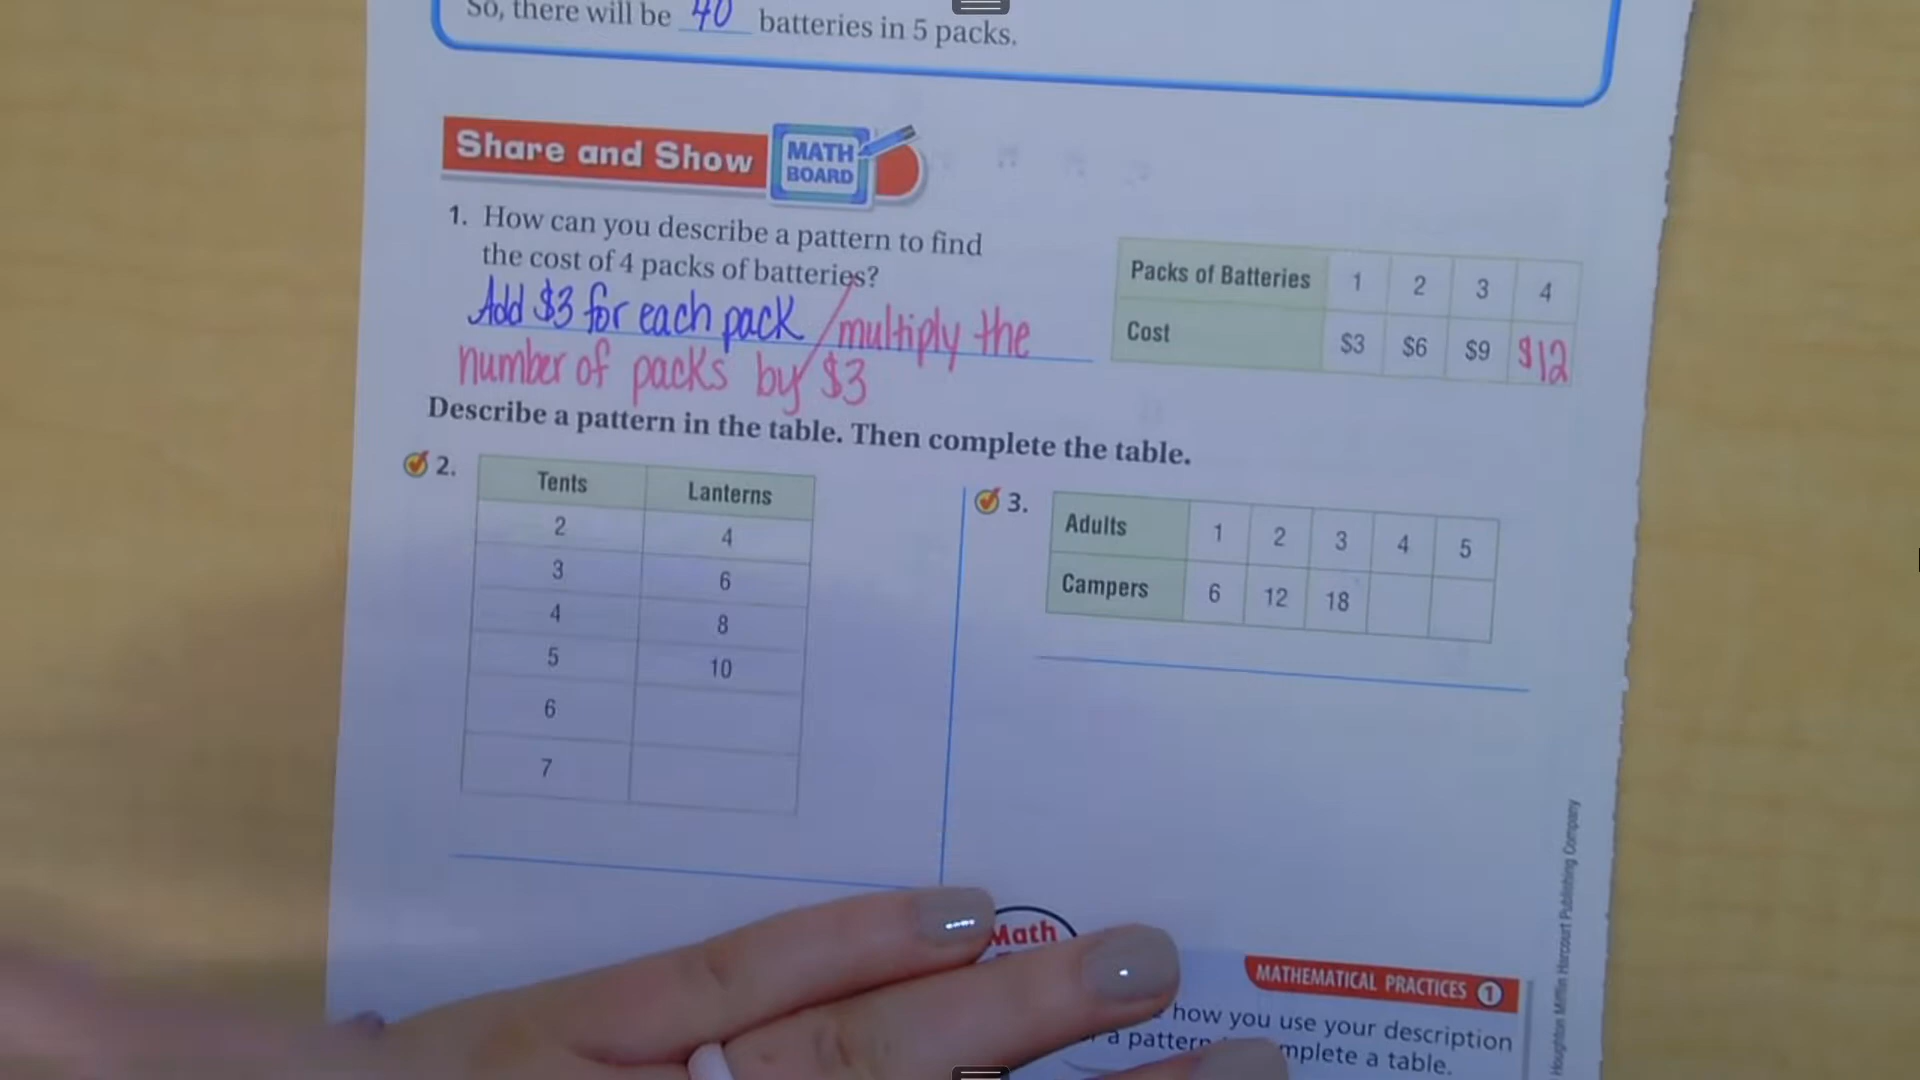 So, there will be 40 batteries in 5 packs.
Share and Show MATH BOARD
1. How can you describe a pattern to find
the cost of 4 packs of batteries?
Add $3 for each pack / multiply the
number of packs by $3
Packs of Batteries 1 2 3 4
Cost $3 $6 $9 $12
Describe a pattern in the table. Then complete the table.
2.
Tents Lanterns
2 4
3 6
4 8
5 10
6
7
3.
Adults 1 2 3 4 5
Campers 6 12 18
Math
MATHEMATICAL PRACTICES 1
how you use your description
a pattern complete a table.
Houghton Mifflin Harcourt Publishing Company